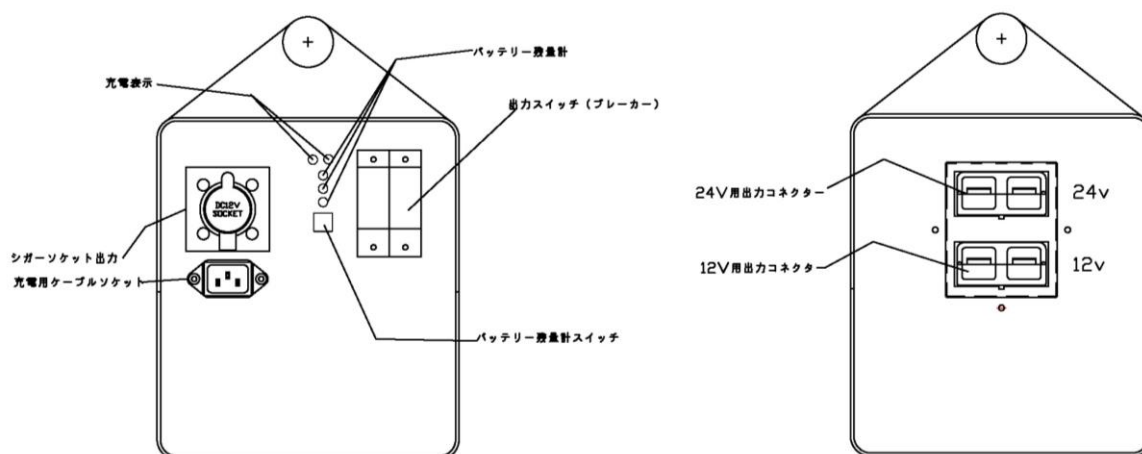 バッテリー残量計
充電表示
出力スイッチ(ブレーカー)
DC12V
SOCKET
シガーソケット出力
充電用ケーブルソケット
バッテリー残量計スイッチ
24V用出力コネクター
24v
12V用出力コネクタ
12v